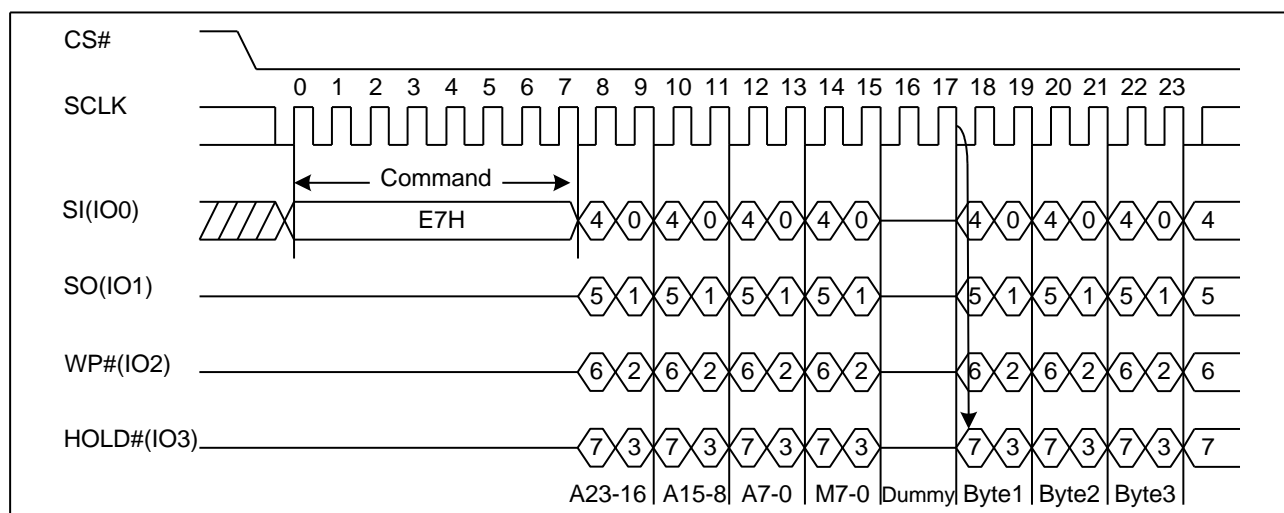 CS#
0 1 2 3 4 5 6 7 8 9 10 11 12 13 14 15 16 17 18 19 20 21 22 23
SCLK
Command
SI(IO0)
E7H
4 0 4 0 4 0 4 0 4 0 4 0 4 0 4
SO(IO1)
5 1 5 1 5 1 5 1 5 1 5 1 5 1 5
WP#(IO2)
6 2 6 2 6 2 6 2 6 2 6 2 6 2 6
HOLD#(IO3)
7 3 7 3 7 3 7 3 7 3 7 3 7 3 7
A23-16 A15-8 A7-0 M7-0 Dummy Byte1 Byte2 Byte3